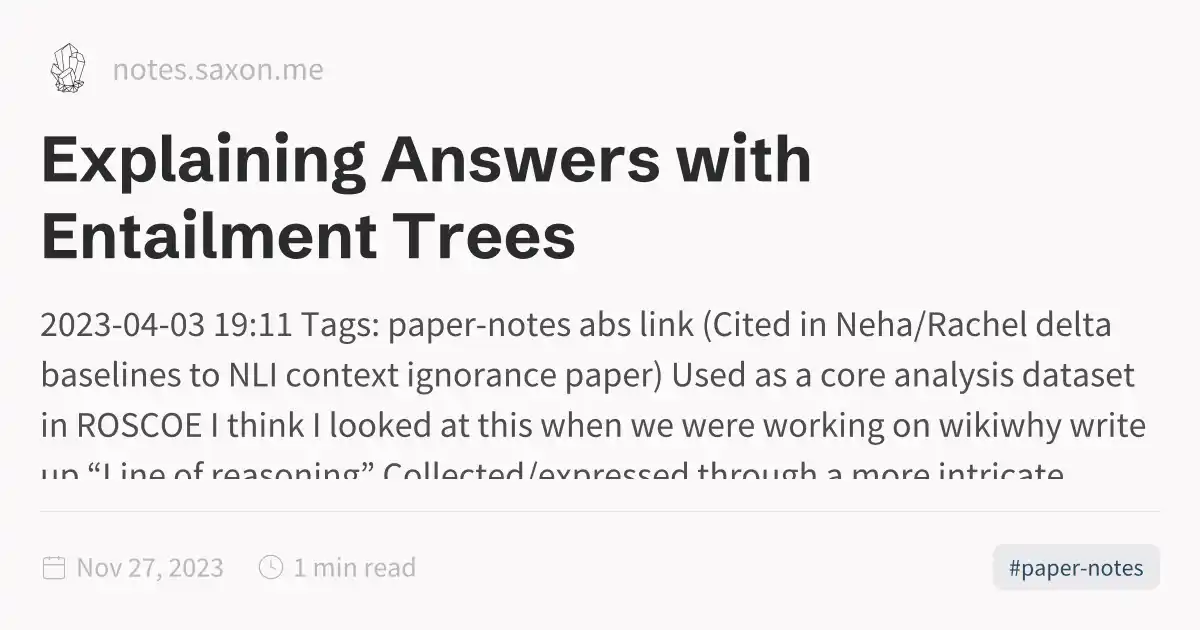 notes.saxon.me
Explaining Answers with
Entailment Trees
2023-04-03 19:11 Tags: paper-notes abs link (Cited in Neha/Rachel delta
baselines to NLI context ignorance paper) Used as a core analysis dataset
in ROSCOE I think I looked at this when we were working on wikiwhy write
up “Line of reasoning” Collected/expressed through a more intricate
Nov 27, 2023
1 min read
#paper-notes